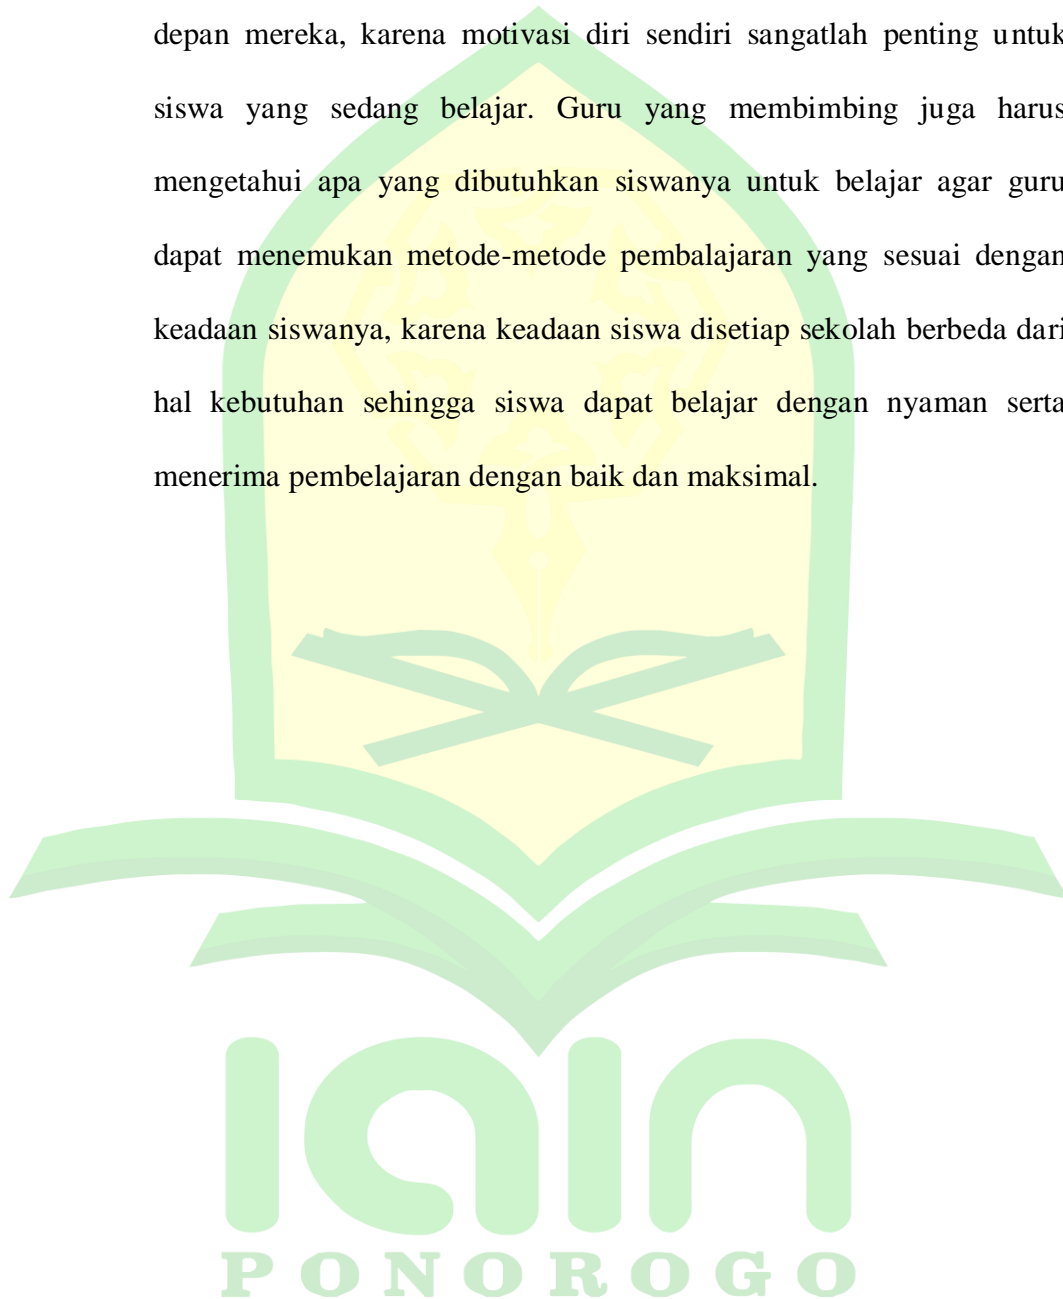 depan mereka, karena motivasi diri sendiri sangatlah penting untuk
siswa yang sedang belajar. Guru yang membimbing juga harus
mengetahui apa yang dibutuhkan siswanya untuk belajar agar guru
dapat menemukan metode-metode pembalajaran yang sesuai dengan
keadaan siswanya, karena keadaan siswa disetiap sekolah berbeda dari
hal kebutuhan sehingga siswa dapat belajar dengan nyaman serta
menerima pembelajaran dengan baik dan maksimal.
iain
PONOROGO